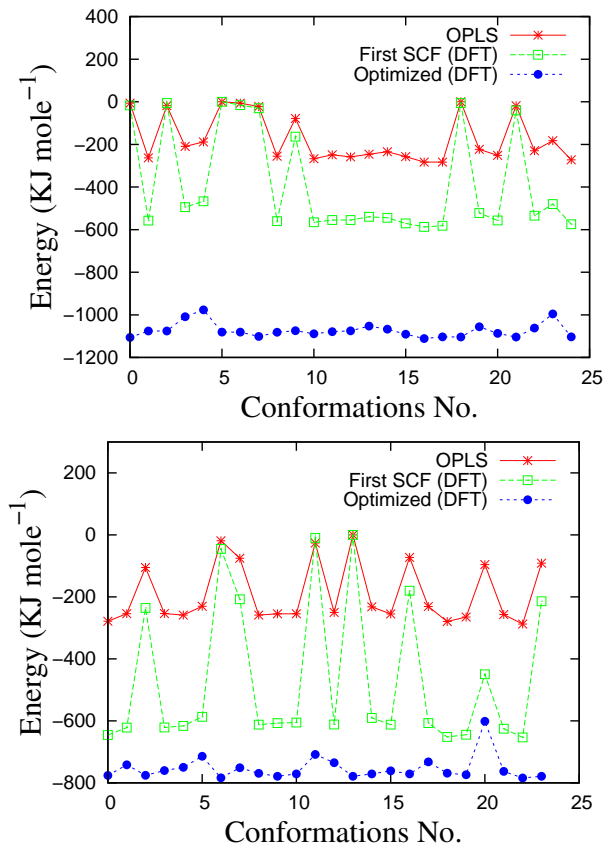 400
200
0
−200
−400
−600
−800
−1000
−1200
Energy (KJ mole−1)
OPLS
First SCF (DFT)
Optimized (DFT)
0 5 10 15 20 25
Conformations No.
200
0
−200
−400
−600
−800
Energy (KJ mole−1)
OPLS
First SCF (DFT)
Optimized (DFT)
0 5 10 15 20 25
Conformations No.